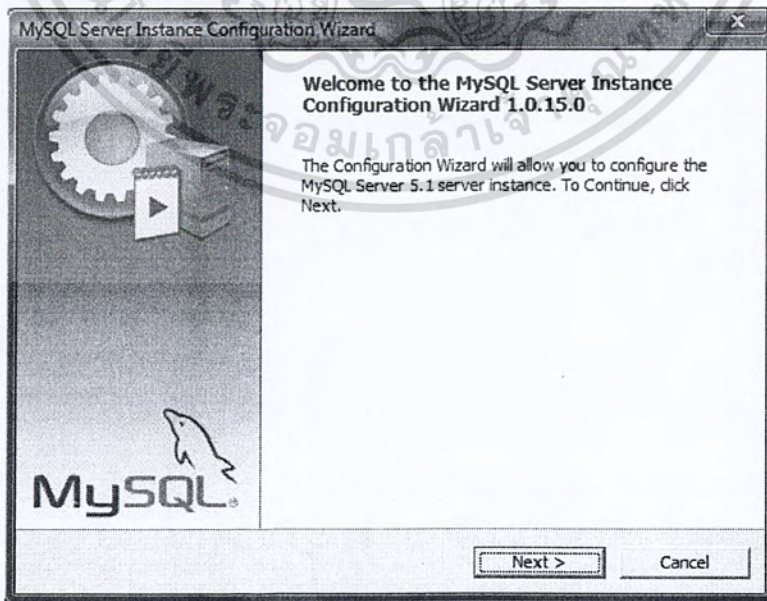 MySQL Server Instance Configuration Wizard
Welcome to the MySQL Server Instance
Configuration Wizard 1.0.15.0
The Configuration Wizard will allow you to configure the
MySQL Server 5.1 server instance. To Continue, click
Next.
MySQL
Next >
Cancel